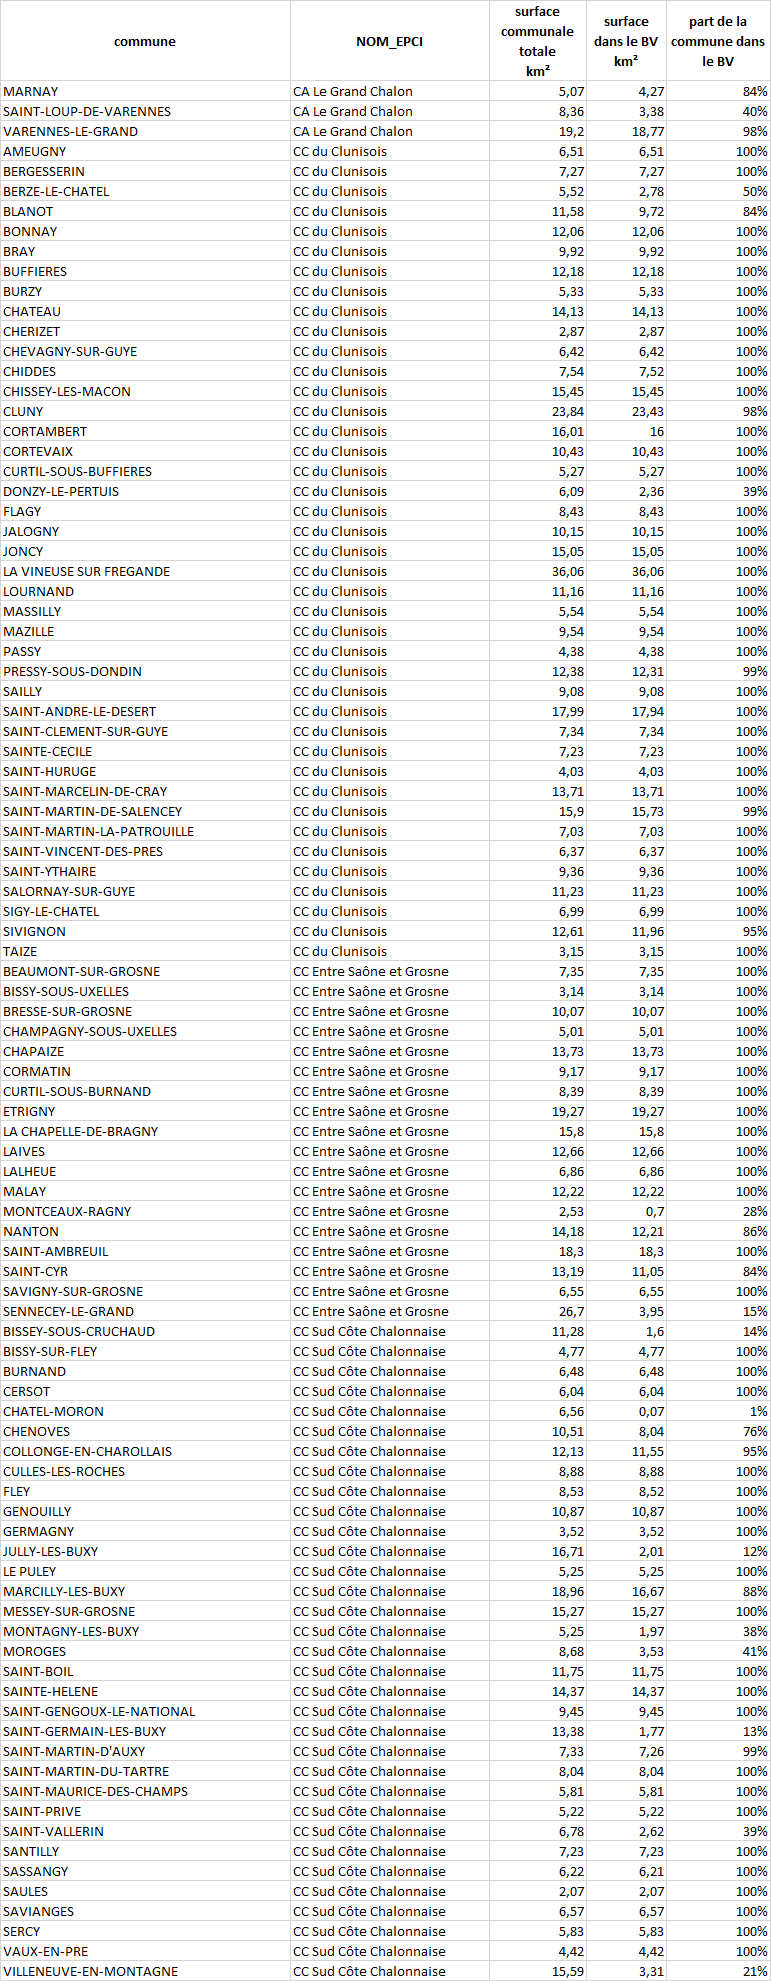 commune NOM_EPCI surface communale totale km² surface dans le BV km² part de la commune dans le BV
MARNAY CA Le Grand Chalon 5,07 4,27 84%
SAINT-LOUP-DE-VARENNES CA Le Grand Chalon 8,36 3,38 40%
VARENNES-LE-GRAND CA Le Grand Chalon 19,2 18,77 98%
AMEUGNY CC du Clunisois 6,51 6,51 100%
BERGESSERIN CC du Clunisois 7,27 7,27 100%
BERZE-LE-CHATEL CC du Clunisois 5,52 2,78 50%
BLANOT CC du Clunisois 11,58 9,72 84%
BONNAY CC du Clunisois 12,06 12,06 100%
BRAY CC du Clunisois 9,92 9,92 100%
BUFFIERES CC du Clunisois 12,18 12,18 100%
BURZY CC du Clunisois 5,33 5,33 100%
CHATEAU CC du Clunisois 14,13 14,13 100%
CHERIZET CC du Clunisois 2,87 2,87 100%
CHEVAGNY-SUR-GUYE CC du Clunisois 6,42 6,42 100%
CHIDDES CC du Clunisois 7,54 7,52 100%
CHISSEY-LES-MACON CC du Clunisois 15,45 15,45 100%
CLUNY CC du Clunisois 23,84 23,43 98%
CORTAMBERT CC du Clunisois 16,01 16 100%
CORTEVAIX CC du Clunisois 10,43 10,43 100%
CURTIL-SOUS-BUFFIERES CC du Clunisois 5,27 5,27 100%
DONZY-LE-PERTUIS CC du Clunisois 6,09 2,36 39%
FLAGY CC du Clunisois 8,43 8,43 100%
JALOGNY CC du Clunisois 10,15 10,15 100%
JONCY CC du Clunisois 15,05 15,05 100%
LA VINEUSE SUR FREGANDE CC du Clunisois 36,06 36,06 100%
LOURNAND CC du Clunisois 11,16 11,16 100%
MASSILLY CC du Clunisois 5,54 5,54 100%
MAZILLE CC du Clunisois 9,54 9,54 100%
PASSY CC du Clunisois 4,38 4,38 100%
PRESSY-SOUS-DONDIN CC du Clunisois 12,38 12,31 99%
SAILLY CC du Clunisois 9,08 9,08 100%
SAINT-ANDRE-LE-DESERT CC du Clunisois 17,99 17,94 100%
SAINT-CLEMENT-SUR-GUYE CC du Clunisois 7,34 7,34 100%
SAINTE-CECILE CC du Clunisois 7,23 7,23 100%
SAINT-HURUGE CC du Clunisois 4,03 4,03 100%
SAINT-MARCELIN-DE-CRAY CC du Clunisois 13,71 13,71 100%
SAINT-MARTIN-DE-SALENCEY CC du Clunisois 15,9 15,73 99%
SAINT-MARTIN-LA-PATROUILLE CC du Clunisois 7,03 7,03 100%
SAINT-VINCENT-DES-PRES CC du Clunisois 6,37 6,37 100%
SAINT-YTHAIRE CC du Clunisois 9,36 9,36 100%
SALORNAY-SUR-GUYE CC du Clunisois 11,23 11,23 100%
SIGY-LE-CHATEL CC du Clunisois 6,99 6,99 100%
SIVIGNON CC du Clunisois 12,61 11,96 95%
TAIZE CC du Clunisois 3,15 3,15 100%
BEAUMONT-SUR-GROSNE CC Entre Saône et Grosne 7,35 7,35 100%
BISSY-SOUS-UXELLES CC Entre Saône et Grosne 3,14 3,14 100%
BRESSE-SUR-GROSNE CC Entre Saône et Grosne 10,07 10,07 100%
CHAMPAGNY-SOUS-UXELLES CC Entre Saône et Grosne 5,01 5,01 100%
CHAPAIZE CC Entre Saône et Grosne 13,73 13,73 100%
CORMATIN CC Entre Saône et Grosne 9,17 9,17 100%
CURTIL-SOUS-BURNAND CC Entre Saône et Grosne 8,39 8,39 100%
ETRIGNY CC Entre Saône et Grosne 19,27 19,27 100%
LA CHAPELLE-DE-BRAGNY CC Entre Saône et Grosne 15,8 15,8 100%
LAIVES CC Entre Saône et Grosne 12,66 12,66 100%
LALHEUE CC Entre Saône et Grosne 6,86 6,86 100%
MALAY CC Entre Saône et Grosne 12,22 12,22 100%
MONTCEAUX-RAGNY CC Entre Saône et Grosne 2,53 0,7 28%
NANTON CC Entre Saône et Grosne 14,18 12,21 86%
SAINT-AMBREUIL CC Entre Saône et Grosne 18,3 18,3 100%
SAINT-CYR CC Entre Saône et Grosne 13,19 11,05 84%
SAVIGNY-SUR-GROSNE CC Entre Saône et Grosne 6,55 6,55 100%
SENNECEY-LE-GRAND CC Entre Saône et Grosne 26,7 3,95 15%
BISSEY-SOUS-CRUCHAUD CC Sud Côte Chalonnaise 11,28 1,6 14%
BISSY-SUR-FLEY CC Sud Côte Chalonnaise 4,77 4,77 100%
BURNAND CC Sud Côte Chalonnaise 6,48 6,48 100%
CERSOT CC Sud Côte Chalonnaise 6,04 6,04 100%
CHATEL-MORON CC Sud Côte Chalonnaise 6,56 0,07 1%
CHENOVES CC Sud Côte Chalonnaise 10,51 8,04 76%
COLLONGE-EN-CHAROLLAIS CC Sud Côte Chalonnaise 12,13 11,55 95%
CULLES-LES-ROCHES CC Sud Côte Chalonnaise 8,88 8,88 100%
FLEY CC Sud Côte Chalonnaise 8,53 8,52 100%
GENOUILLY CC Sud Côte Chalonnaise 10,87 10,87 100%
GERMAGNY CC Sud Côte Chalonnaise 3,52 3,52 100%
JULLY-LES-BUXY CC Sud Côte Chalonnaise 16,71 2,01 12%
LE PULEY CC Sud Côte Chalonnaise 5,25 5,25 100%
MARCILLY-LES-BUXY CC Sud Côte Chalonnaise 18,96 16,67 88%
MESSEY-SUR-GROSNE CC Sud Côte Chalonnaise 15,27 15,27 100%
MONTAGNY-LES-BUXY CC Sud Côte Chalonnaise 5,25 1,97 38%
MOROGES CC Sud Côte Chalonnaise 8,68 3,53 41%
SAINT-BOIL CC Sud Côte Chalonnaise 11,75 11,75 100%
SAINTE-HELENE CC Sud Côte Chalonnaise 14,37 14,37 100%
SAINT-GENGOUX-LE-NATIONAL CC Sud Côte Chalonnaise 9,45 9,45 100%
SAINT-GERMAIN-LES-BUXY CC Sud Côte Chalonnaise 13,38 1,77 13%
SAINT-MARTIN-D'AUXY CC Sud Côte Chalonnaise 7,33 7,26 99%
SAINT-MARTIN-DU-TARTRE CC Sud Côte Chalonnaise 8,04 8,04 100%
SAINT-MAURICE-DES-CHAMPS CC Sud Côte Chalonnaise 5,81 5,81 100%
SAINT-PRIVE CC Sud Côte Chalonnaise 5,22 5,22 100%
SAINT-VALLERIN CC Sud Côte Chalonnaise 6,78 2,62 39%
SANTILLY CC Sud Côte Chalonnaise 7,23 7,23 100%
SASSANGY CC Sud Côte Chalonnaise 6,22 6,21 100%
SAULES CC Sud Côte Chalonnaise 2,07 2,07 100%
SAVIANGES CC Sud Côte Chalonnaise 6,57 6,57 100%
SERCY CC Sud Côte Chalonnaise 5,83 5,83 100%
VAUX-EN-PRE CC Sud Côte Chalonnaise 4,42 4,42 100%
VILLENEUVE-EN-MONTAGNE CC Sud Côte Chalonnaise 15,59 3,31 21%